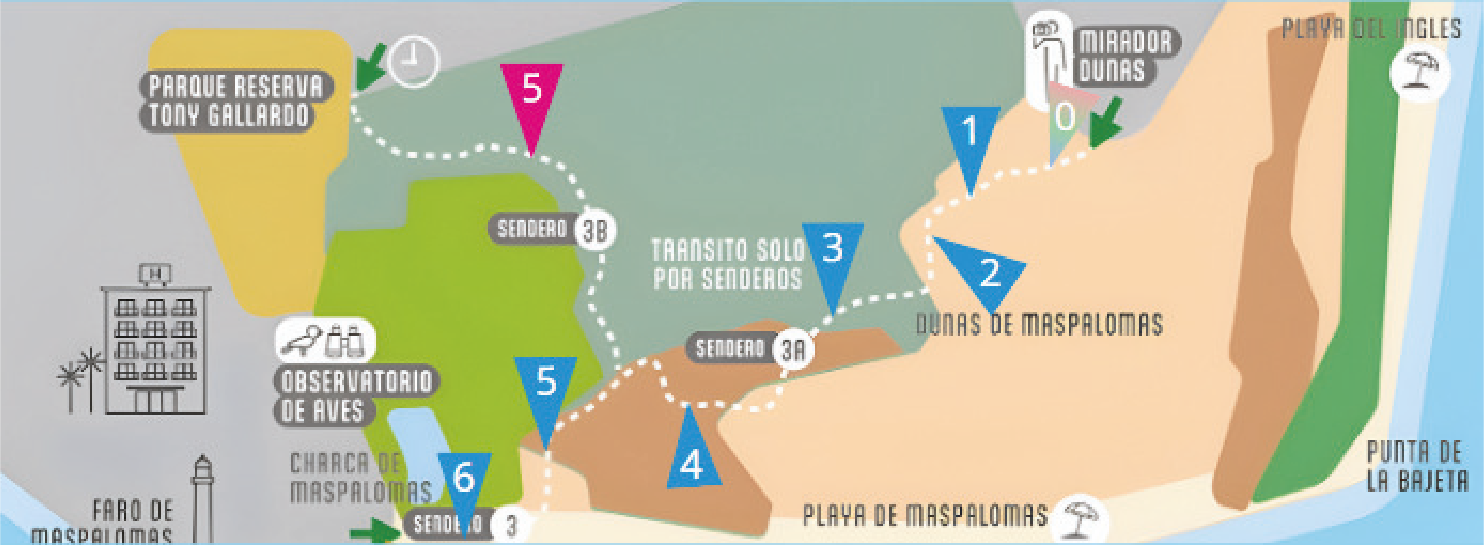 PARQUE RESERVA
TONY GALLARDO
5
MIRADOR
DUNAS
0
1
PLAYA DEL INGLES
SENDERO 3B
TRANSITO SOLO
POR SENDEROS
3
2
DUNAS DE MASPALOMAS
H
SENDERO 3A
OBSERVATORIO
DE AVES
5
4
CHARCA DE
MASPALOMAS
6
SENDERO 3
FARO DE
MASPALOMAS
PLAYA DE MASPALOMAS
PUNTA DE
LA BAJETA